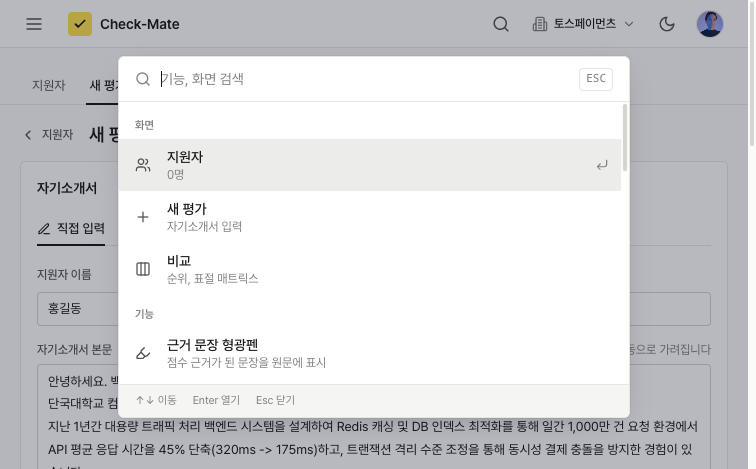 Check-Mate
토스페이먼츠
지원자
새 평
기능, 화면 검색
ESC
지원자
새 평
화면
지원자
0명
자기소개서
새 평가
자기소개서 입력
직접 입력
비교
순위, 표절 매트릭스
지원자 이름
홍길동
기능
근거 문장 형광펜
점수 근거가 된 문장을 원문에 표시
자기소개서 본문
동으로 가려집니다
안녕하세요. 백
↑↓ 이동 Enter 열기 Esc 닫기
단국대학교 컴
지난 1년간 대용량 트래픽 처리 백엔드 시스템을 설계하여 Redis 캐싱 및 DB 인덱스 최적화를 통해 일간 1,000만 건 요청 환경에서
API 평균 응답 시간을 45% 단축(320ms -> 175ms)하고, 트랜잭션 격리 수준 조정을 통해 동시성 결제 충돌을 방지한 경험이 있
습니다